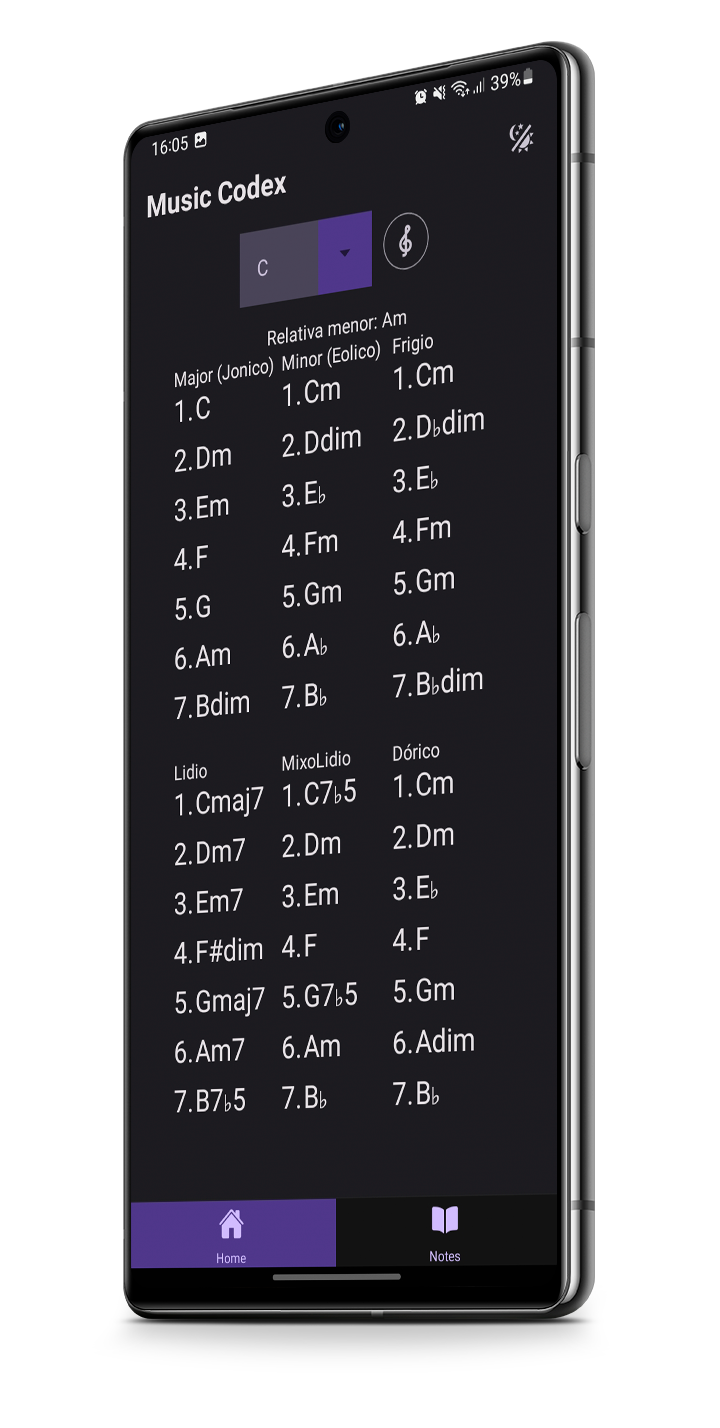 16:05 39%
Music Codex
C
Relativa menor: Am
Major (Jonico) Minor (Eolico) Frigio
1.C 1.Cm 1.Cm
2.Dm 2.Ddim 2.D♭dim
3.Em 3.E♭ 3.E♭
4.F 4.Fm 4.Fm
5.G 5.Gm 5.Gm
6.Am 6.A♭ 6.A♭
7.Bdim 7.B♭ 7.B♭dim
Lidio MixoLidio Dórico
1.Cmaj7 1.C7♭5 1.Cm
2.Dm7 2.Dm 2.Dm
3.Em7 3.Em 3.E♭
4.F#dim 4.F 4.F
5.Gmaj7 5.G7♭5 5.Gm
6.Am7 6.Am 6.Adim
7.B7♭5 7.B♭ 7.B♭
Home Notes